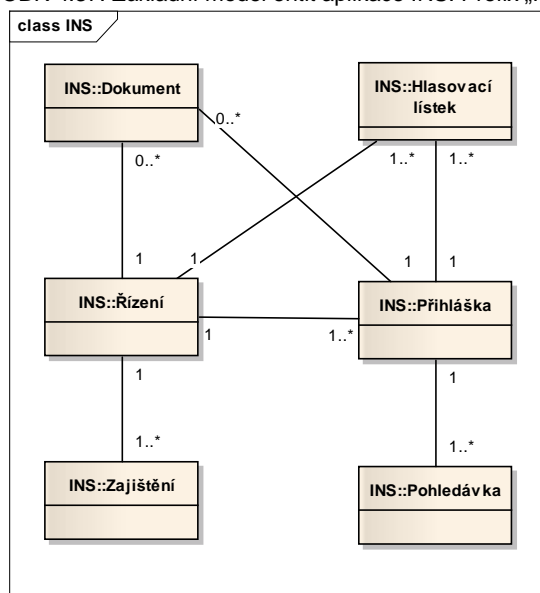 class INS
INS::Dokument
INS::Hlasovací
lístek
0..*
0..*
1..*
1..*
1
1
1
1
INS::Řízení
INS::Přihláška
1
1..*
1
1
1..*
1..*
INS::Zajištění
INS::Pohledávka